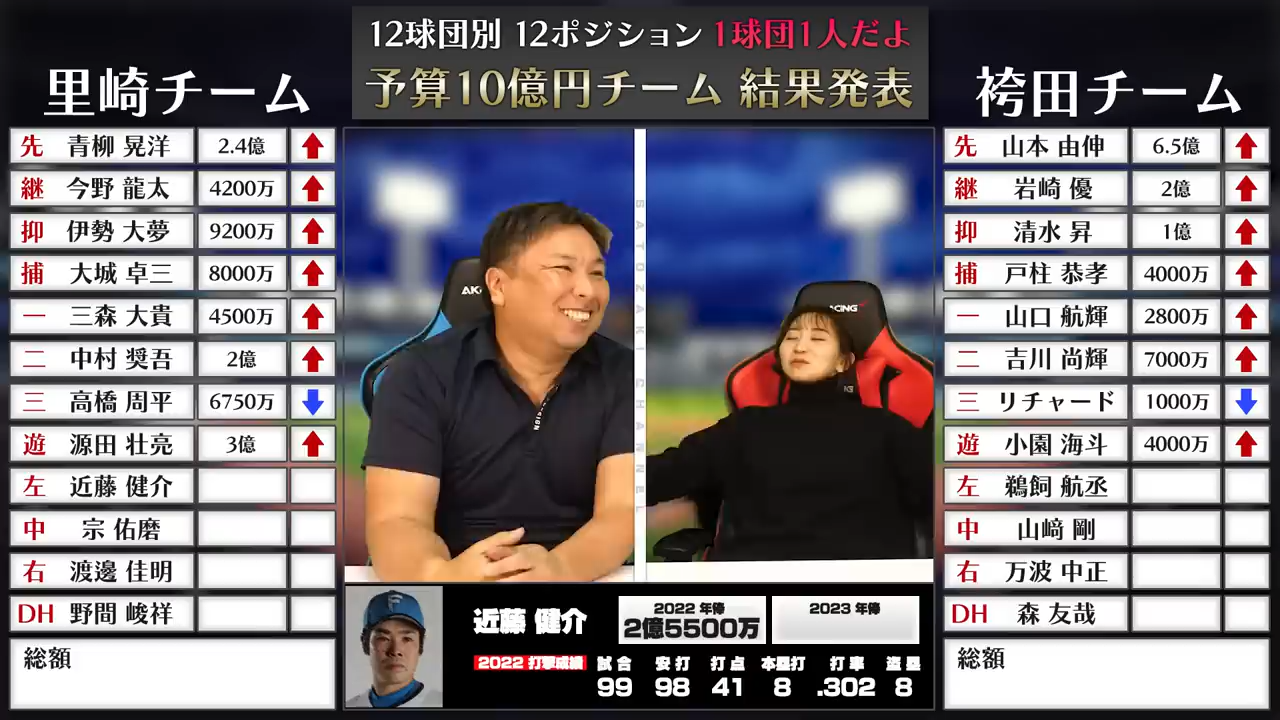 12球団別 12ポジション 1球団1人だよ
予算10億円チーム 結果発表
里崎チーム
先 青柳 晃洋 2.4億
継 今野 龍太 4200万
抑 伊勢 大夢 9200万
捕 大城 卓三 8000万
一 三森 大貴 4500万
二 中村 奨吾 2億
三 高橋 周平 6750万
遊 源田 壮亮 3億
左 近藤 健介
中 宗 佑磨
右 渡邉 佳明
DH 野間 峻祥
総額
AK
SATOZAKI CHANNEL
ACING
袴田チーム
先 山本 由伸 6.5億
継 岩崎 優 2億
抑 清水 昇 1億
捕 戸柱 恭孝 4000万
一 山口 航輝 2800万
二 吉川 尚輝 7000万
三 リチャード 1000万
遊 小園 海斗 4000万
左 鵜飼 航丞
中 山﨑 剛
右 万波 中正
DH 森 友哉
総額
近藤 健介
2022 年俸
2億5500万
2023 年俸
2022 打撃成績
試合 安打 打点 本塁打 打率 盗塁
99 98 41 8 .302 8